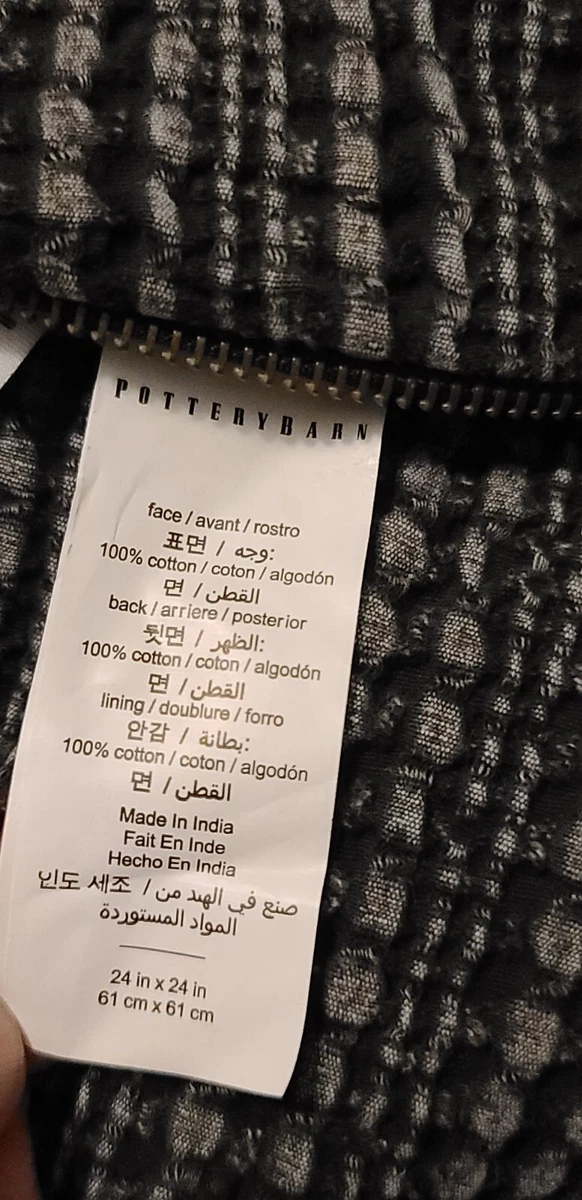 POTTERYBARN
face / avant / rostro
표면 / وجه:
100% cotton / coton / algodón
면 / القطن
back / arriere / posterior
뒷면 / الظهر:
100% cotton / coton / algodón
면 / القطن
lining / doublure / forro
안감 / بطانة:
100% cotton / coton / algodón
면 / القطن
Made In India
Fait En Inde
Hecho En India
인도 세조 / صنع في الهند من
المواد المستوردة
24 in x 24 in
61 cm x 61 cm